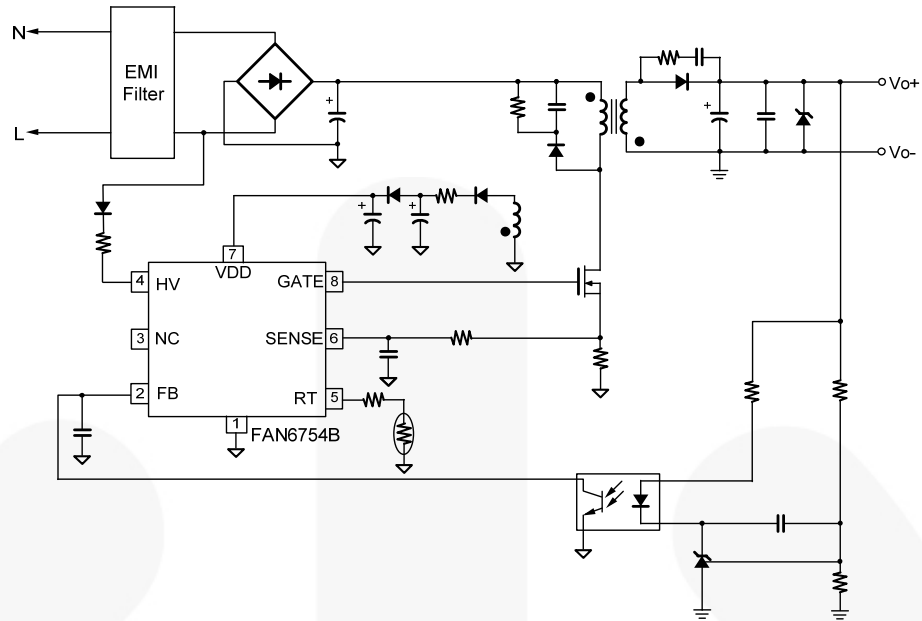 N
EMI
Filter
L
+
+
Vo+
Vo-
+
+
7
VDD
4
HV
GATE
8
3
NC
SENSE
6
2
FB
RT
5
1
FAN6754B